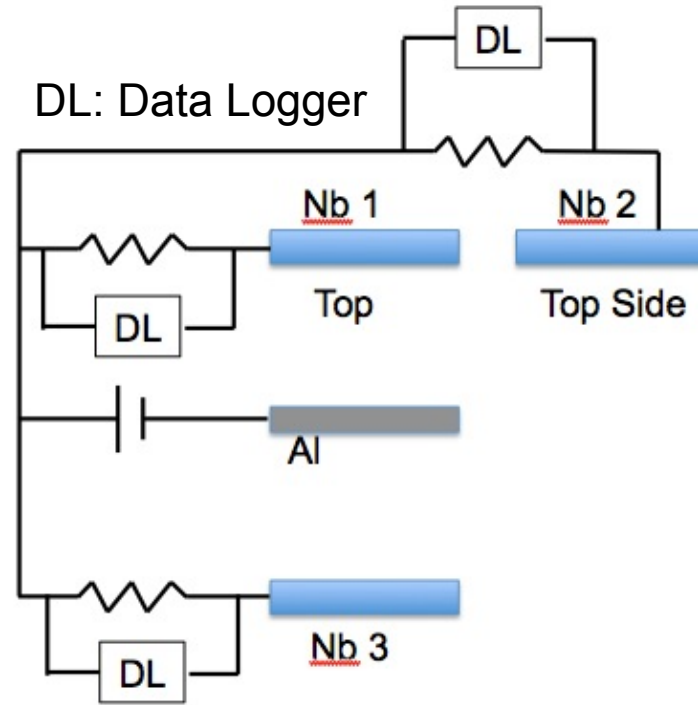 DL
DL: Data Logger
Nb 1
Nb 2
Top
Top Side
DL
Al
Nb 3
DL